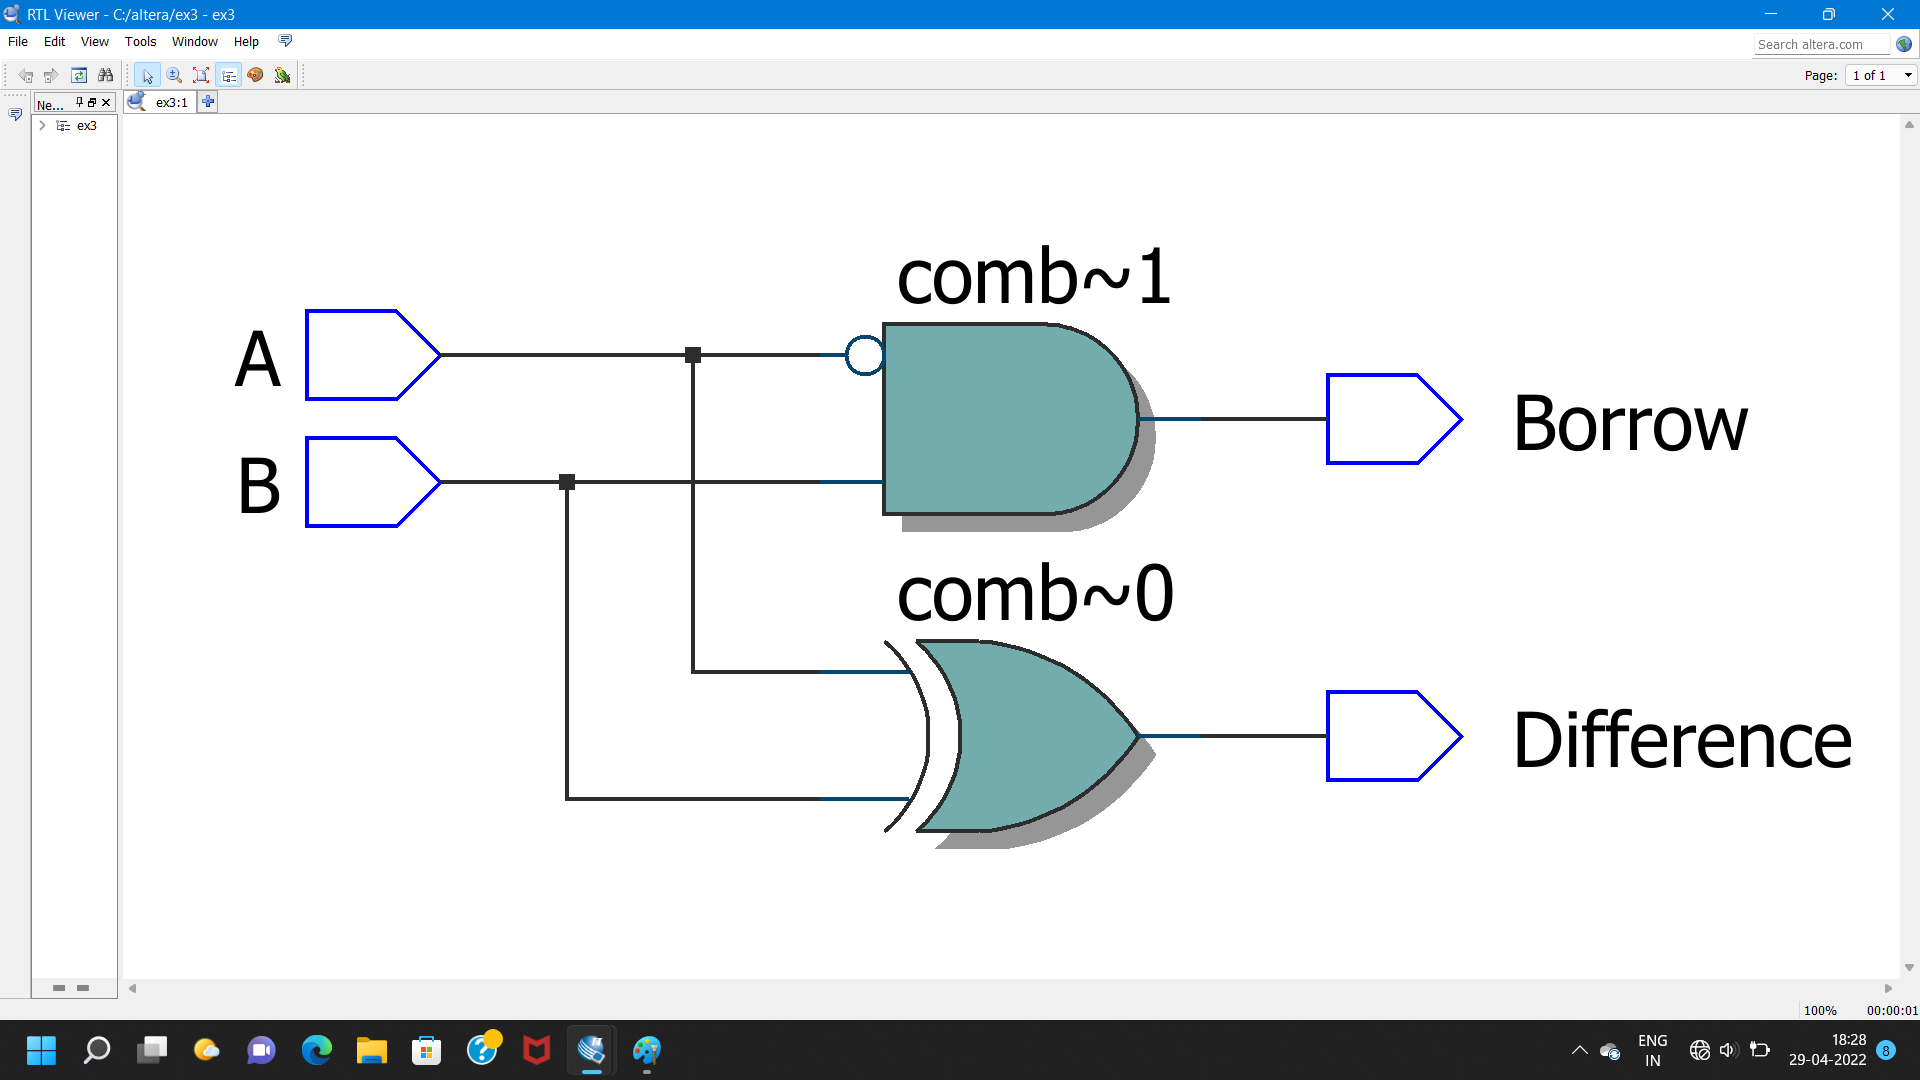 RTL Viewer - C:/altera/ex3 - ex3
File Edit View Tools Window Help
Search altera.com
Page: 1 of 1
Ne...
ex3:1
ex3
comb~1
A
Borrow
B
comb~0
Difference
100% 00:00:01
ENG
IN
18:28
29-04-2022
8